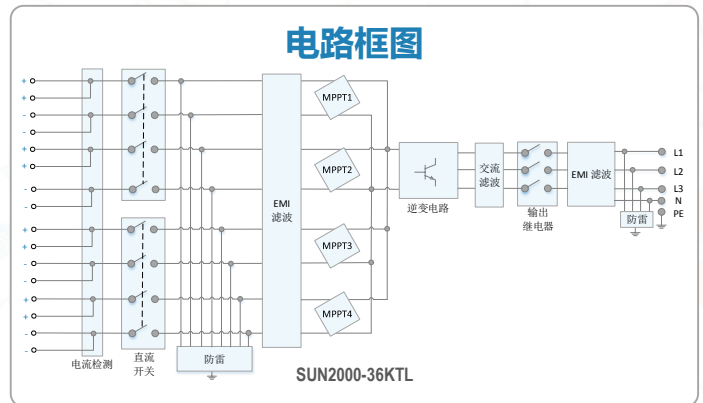 电路框图
+
+
-
-
+
+
-
-
+
+
-
-
+
+
-
-
电流检测
直流
开关
防雷
EMI
滤波
MPPT1
MPPT2
MPPT3
MPPT4
逆变电路
交流
滤波
输出
继电器
EMI 滤波
防雷
L1
L2
L3
N
PE
SUN2000-36KTL